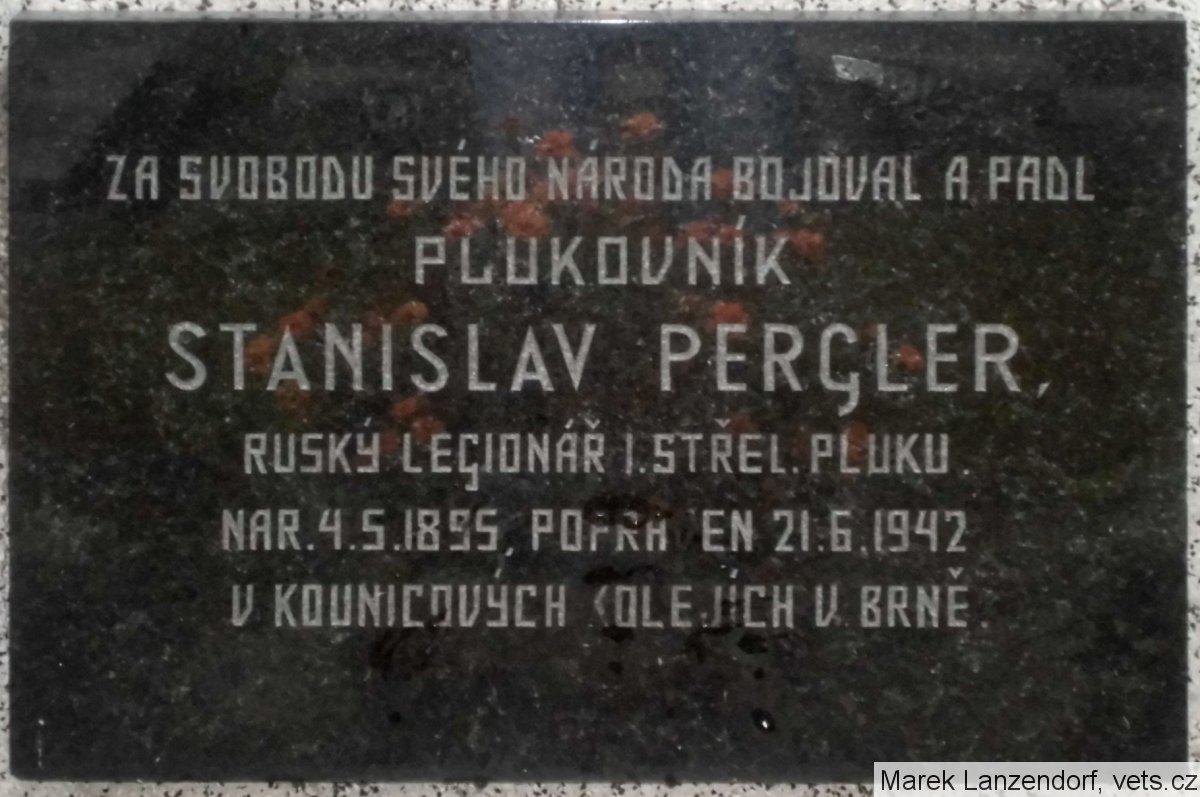 ZA SVOBODU SVÉHO NÁRODA BOJOVAL A PADL
PLUKOVNÍK
STANISLAV PERGLER,
RUSKÝ LEGIONÁŘ 1. STŘEL. PLUKU.
NAR. 4.5.1895, POPRAVEN 21.6.1942
V KOUNICOVÝCH KOLEJÍCH V BRNĚ.
Marek Lanzendorf, vets.cz